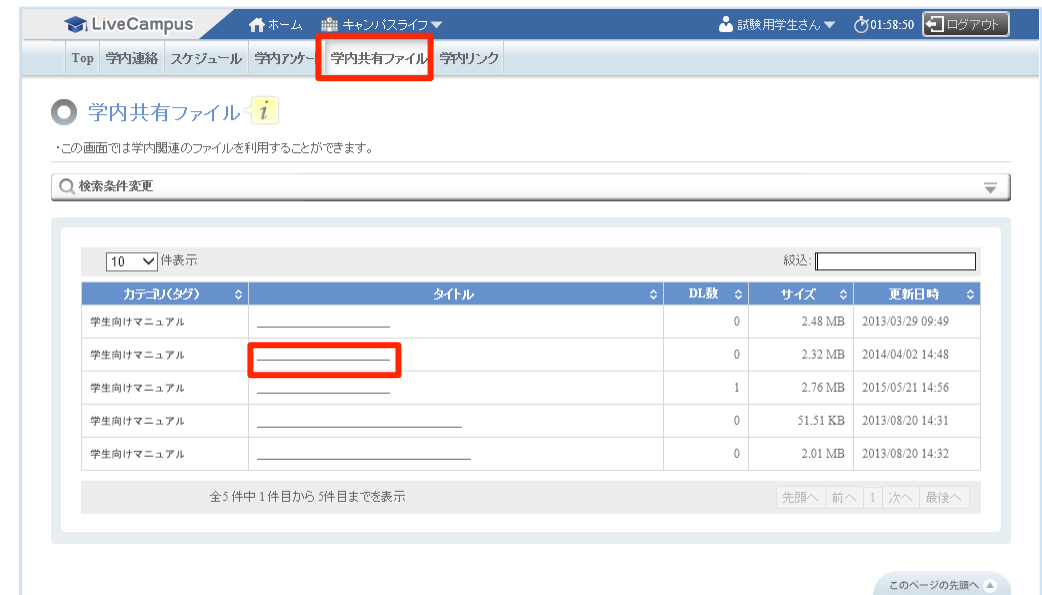 LiveCampus ホーム キャンパスライフ▼ 試験用学生さん▼ 01:58:50 ログアウト
Top 学内連絡 スケジュール 学内アンケート 学内共有ファイル 学内リンク
学内共有ファイル i
・この画面では学内関連のファイルを利用することができます。
検索条件変更
10 件表示 絞込:
カテゴリ(タグ) タイトル DL数 サイズ 更新日時
学生向けマニュアル 0 2.48 MB 2013/03/29 09:49
学生向けマニュアル 0 2.32 MB 2014/04/02 14:48
学生向けマニュアル 1 2.76 MB 2015/05/21 14:56
学生向けマニュアル 0 51.51 KB 2013/08/20 14:31
学生向けマニュアル 0 2.01 MB 2013/08/20 14:32
全5 件中 1 件目から 5件目までを表示 先頭へ 前へ 1 次へ 最後へ
このページの先頭へ